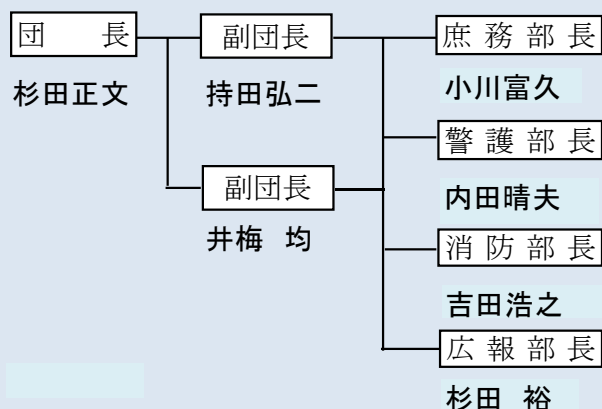 団　　長
杉田正文
副団長
持田弘二
副団長
井梅　均
庶務部長
小川富久
警護部長
内田晴夫
消防部長
吉田浩之
広報部長
杉田　裕